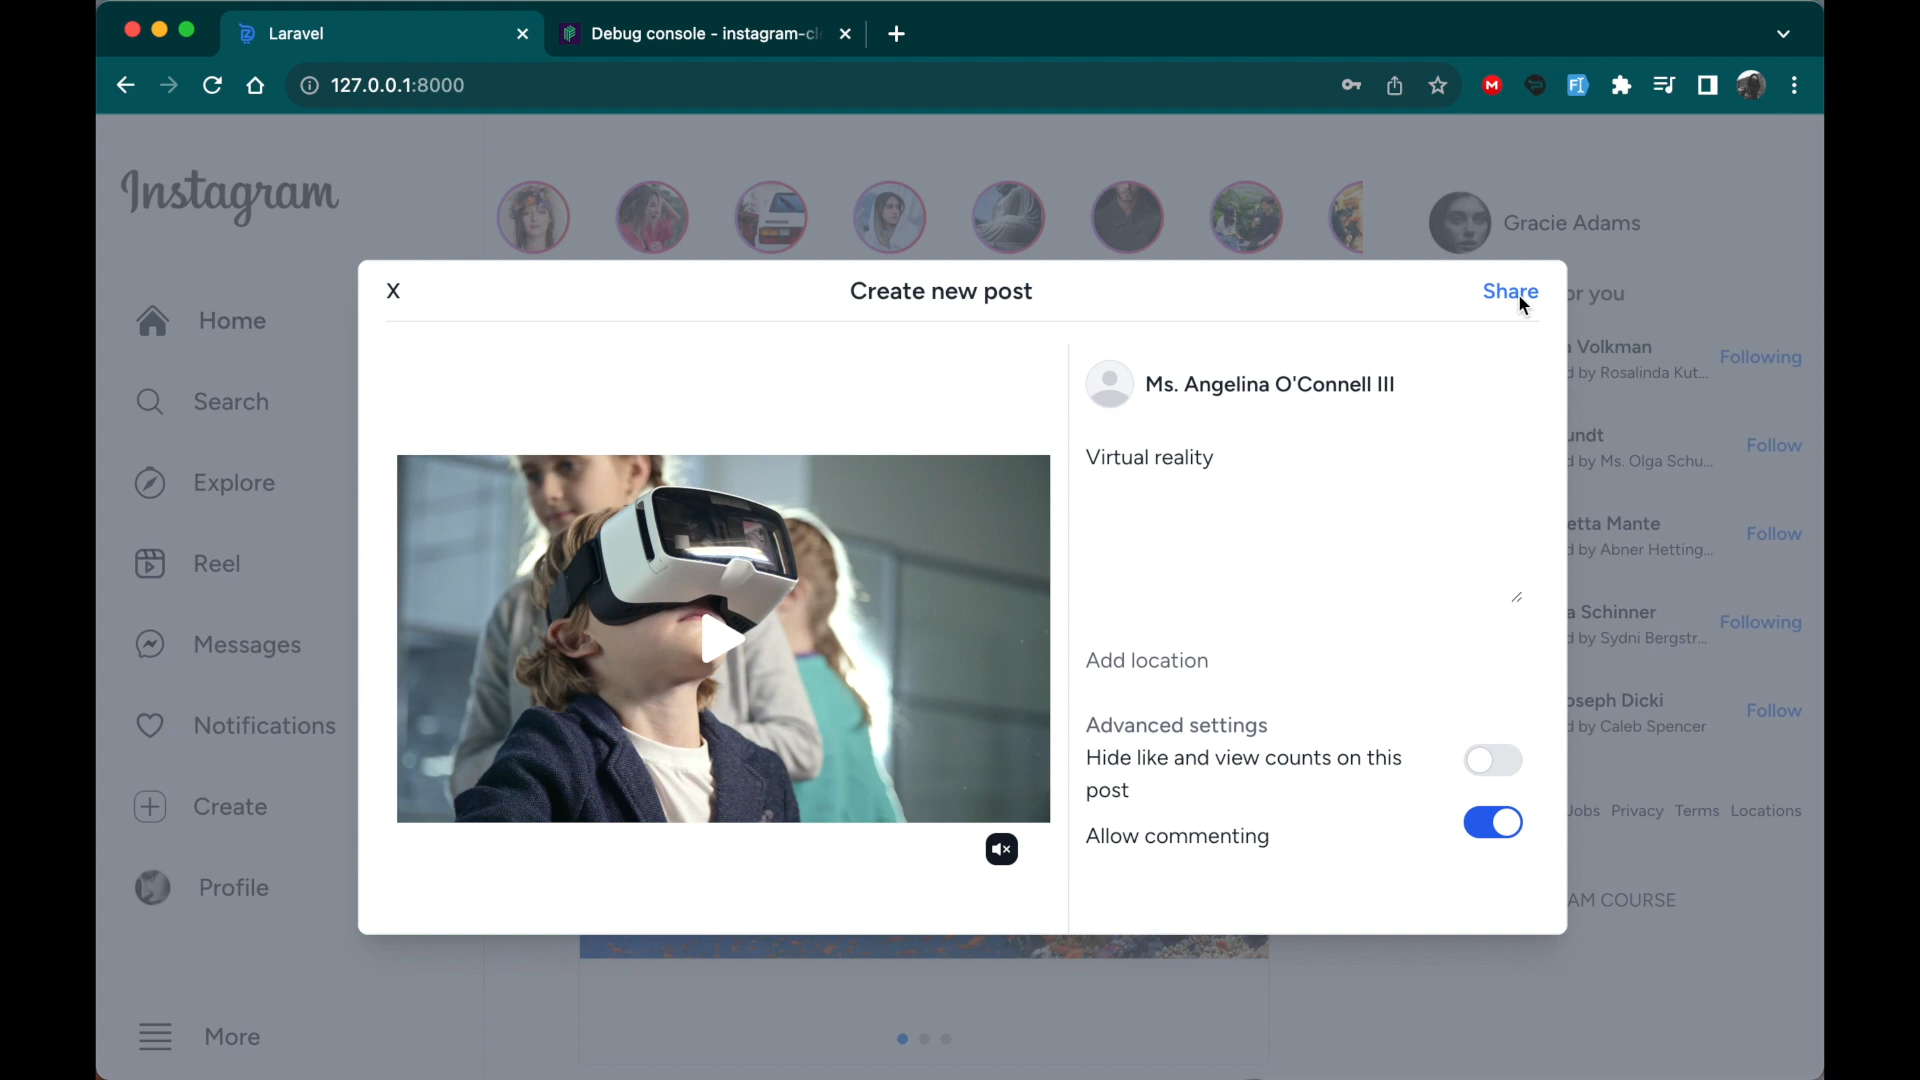 Laravel
Debug console - instagram-cl
127.0.0.1:8000
Instagram
Gracie Adams
Create new post
X
Share
or you
Home
Search
Explore
Reel
Messages
Notifications
Create
Profile
More
Ms. Angelina O'Connell III
Virtual reality
Add location
Advanced settings
Hide like and view counts on this
post
Allow commenting
Volkman
d by Rosalinda Kut...
Following
undt
d by Ms. Olga Schu...
Follow
etta Mante
d by Abner Hetting...
Follow
a Schinner
d by Sydni Bergstr...
Following
oseph Dicki
d by Caleb Spencer
Follow
Jobs Privacy Terms Locations
AM COURSE